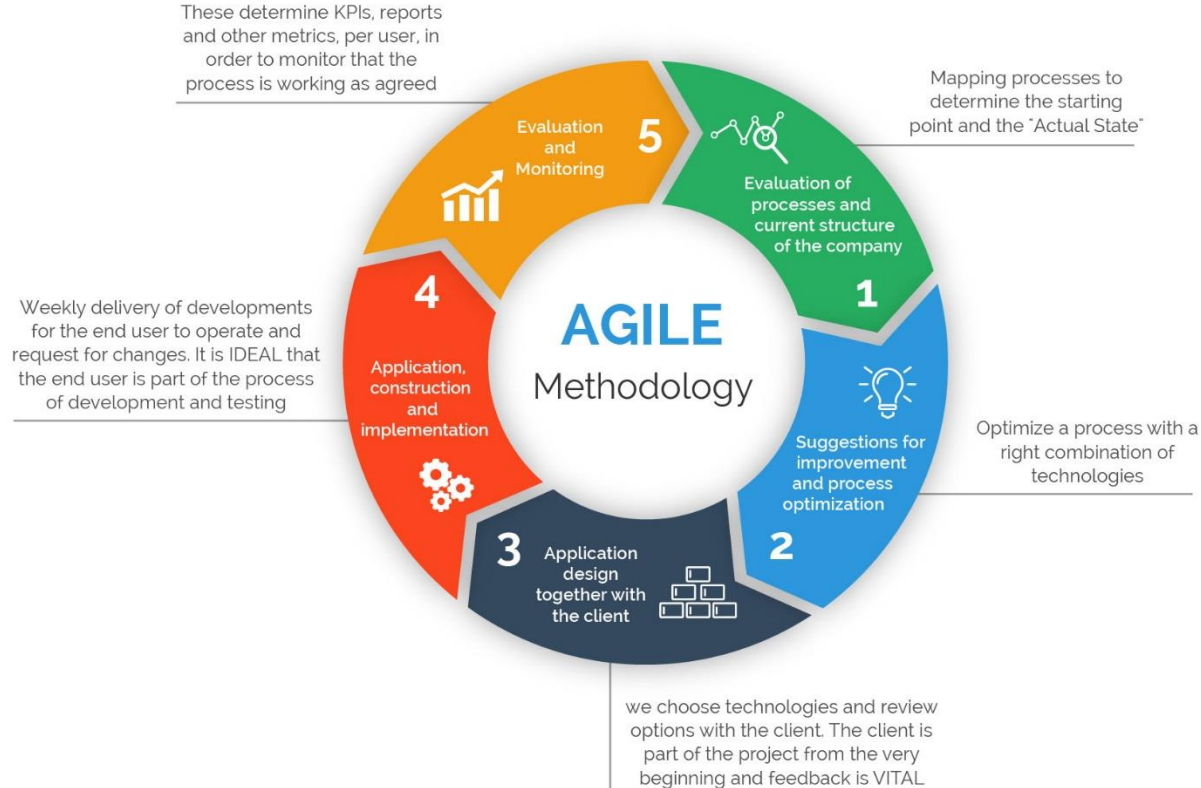 AGILE
Methodology
1
Evaluation of
processes and
current structure
of the company
Mapping processes to
determine the starting
point and the "Actual State"
2
Suggestions for
improvement
and process
optimization
Optimize a process with a
right combination of
technologies
3
Application
design
together with
the client
we choose technologies and review
options with the client. The client is
part of the project from the very
beginning and feedback is VITAL
4
Application,
construction
and
implementation
Weekly delivery of developments
for the end user to operate and
request for changes. It is IDEAL that
the end user is part of the process
of development and testing
5
Evaluation
and
Monitoring
These determine KPIs, reports
and other metrics, per user, in
order to monitor that the
process is working as agreed